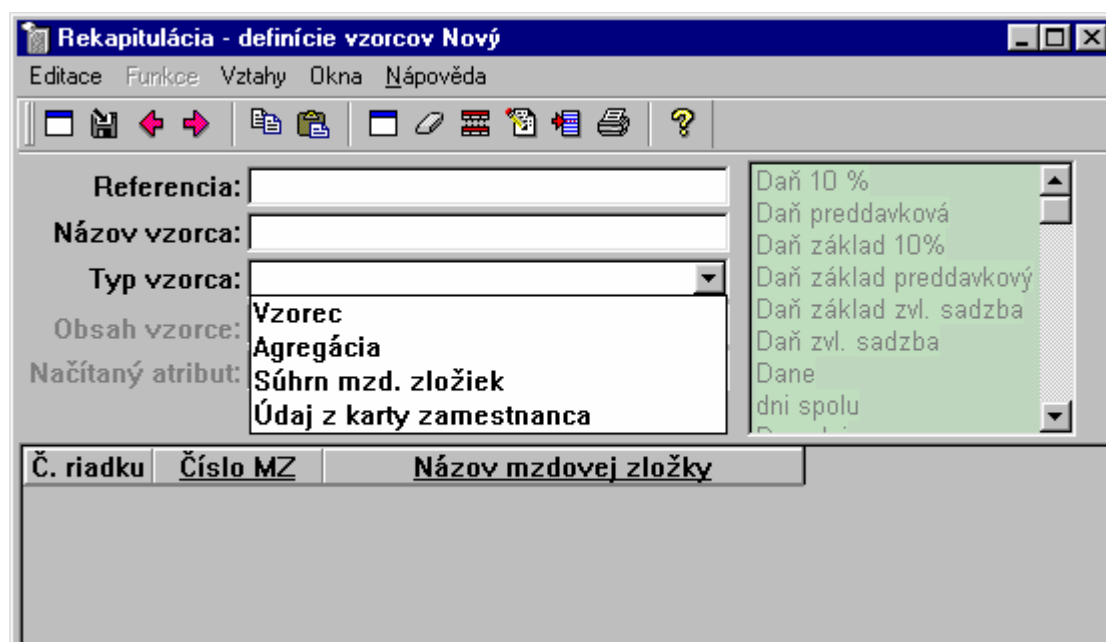 Rekapitulácia - definície vzorcov Nový
Editace Funkce Vztahy Okna Nápověda
Referencia:
Názov vzorca:
Typ vzorca:
Obsah vzorce:
Načítaný atribut:
Vzorec
Agregácia
Súhrn mzd. zložiek
Údaj z karty zamestnanca
Daň 10 %
Daň preddavková
Daň základ 10%
Daň základ preddavkový
Daň základ zvl. sadzba
Daň zvl. sadzba
Dane
dni spolu
Č. riadku Číslo MZ Názov mzdovej zložky